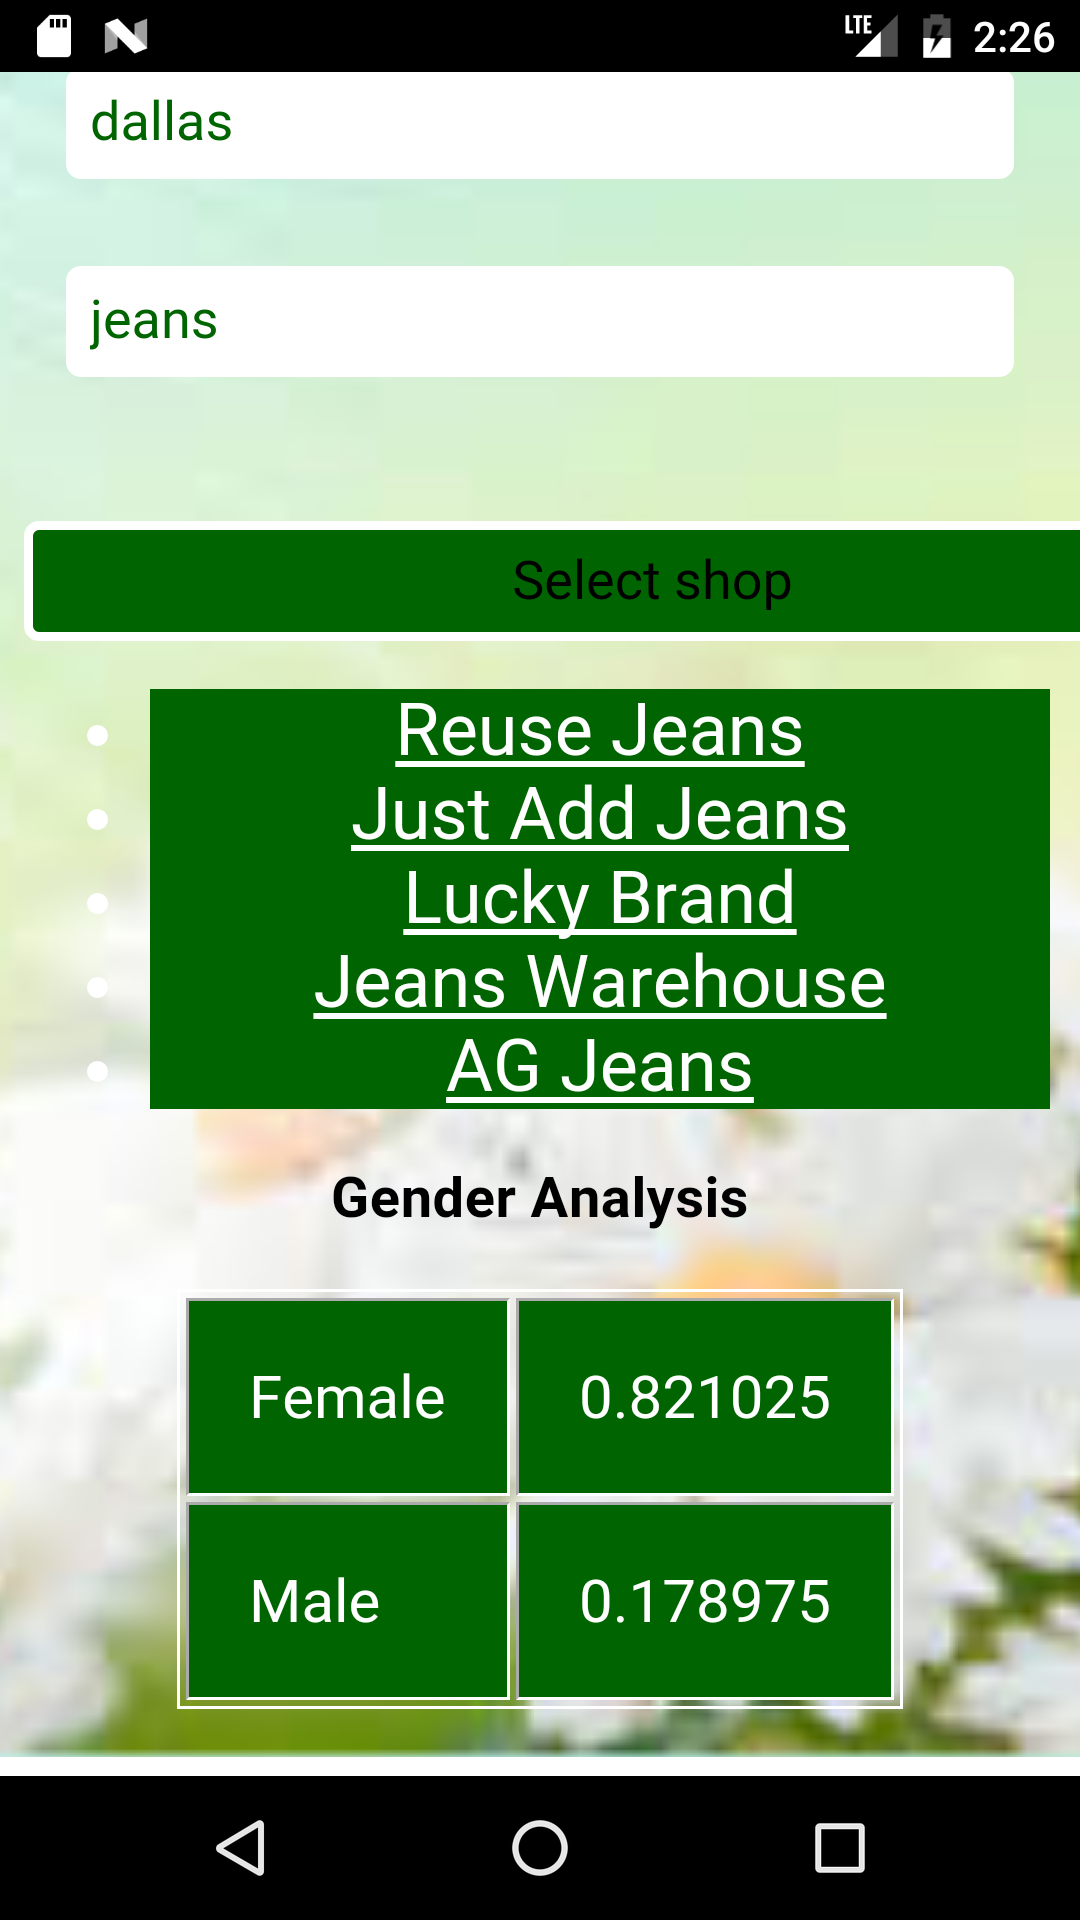 LTE 2:26
dallas
jeans
Select shop
Reuse Jeans
Just Add Jeans
Lucky Brand
Jeans Warehouse
AG Jeans
Gender Analysis
Female 0.821025
Male 0.178975